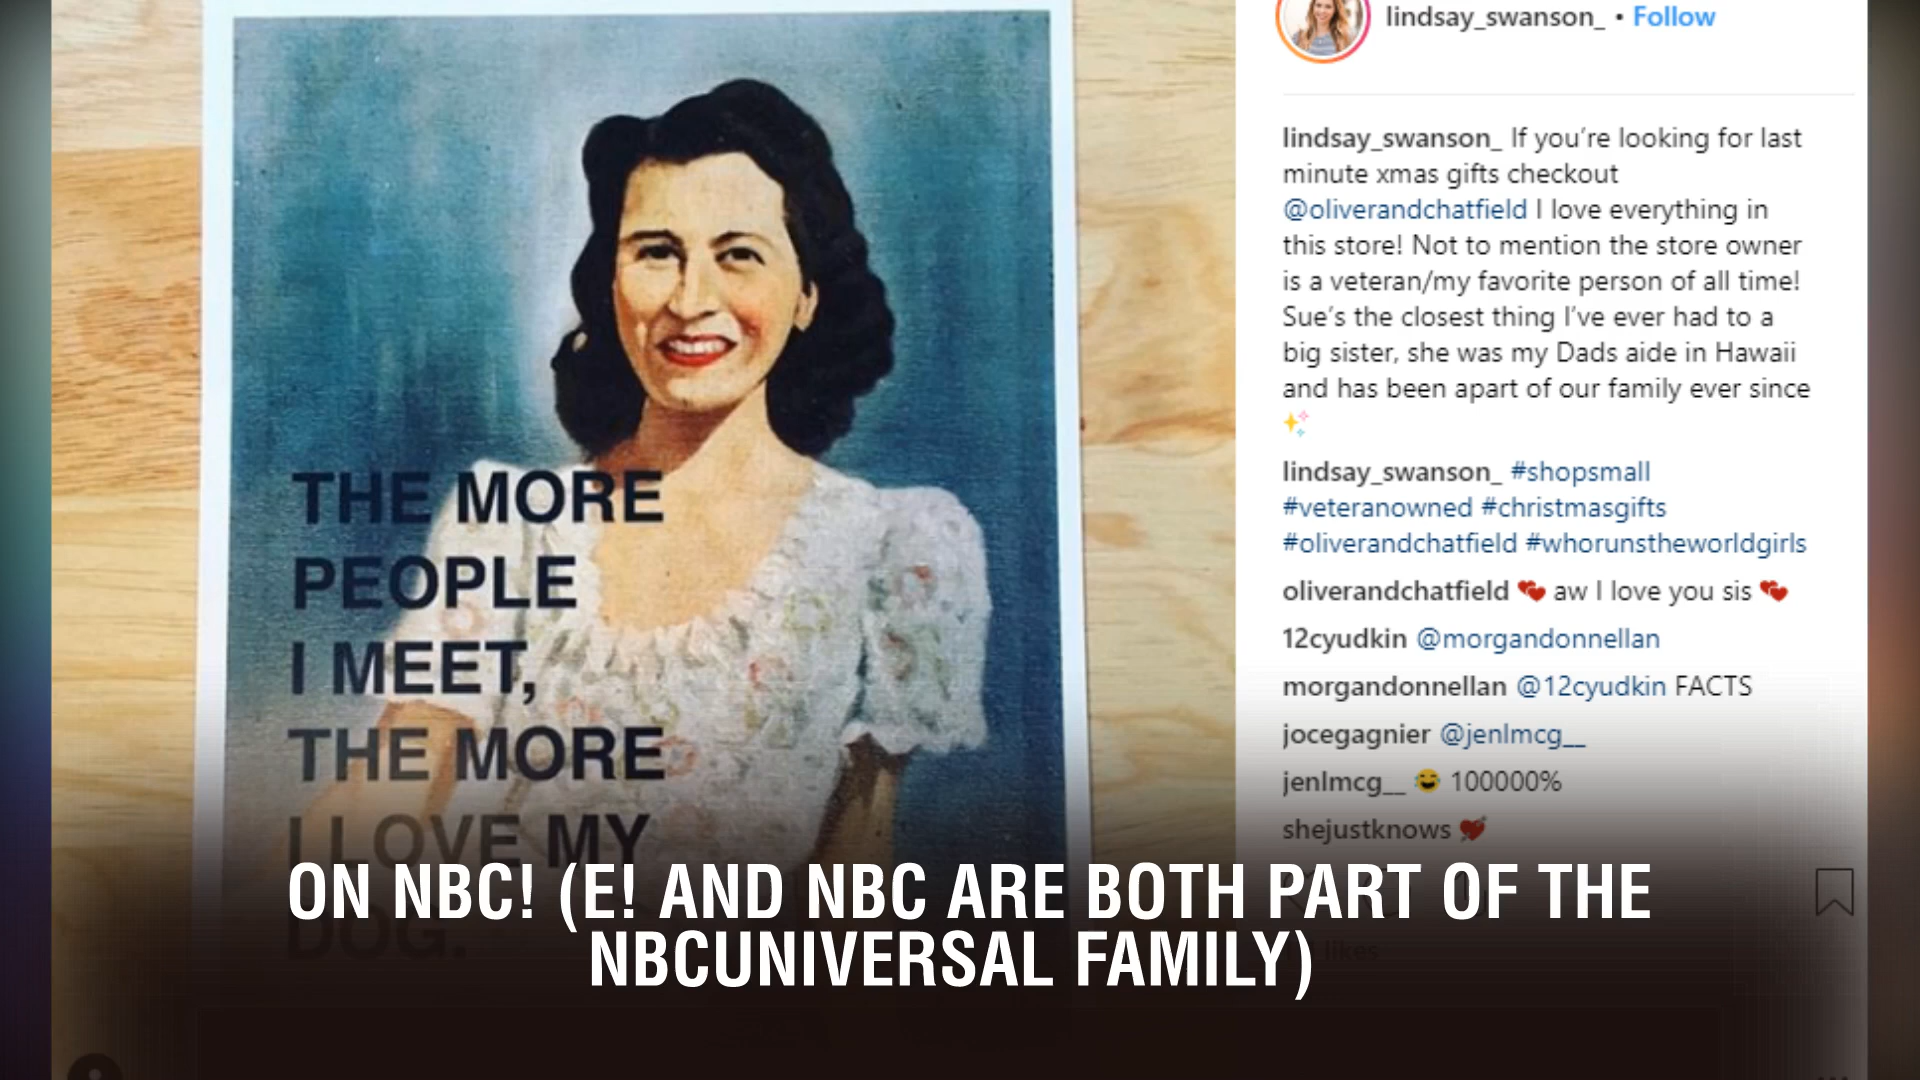 lindsay_swanson_ • Follow
THE MORE
PEOPLE
I MEET,
THE MORE
I LOVE MY
DOG.
lindsay_swanson_ If you’re looking for last
minute xmas gifts checkout
@oliverandchatfield I love everything in
this store! Not to mention the store owner
is a veteran/my favorite person of all time!
Sue’s the closest thing I’ve ever had to a
big sister, she was my Dads aide in Hawaii
and has been apart of our family ever since
✨
lindsay_swanson_ #shopsmall
#veteranowned #christmasgifts
#oliverandchatfield #whorunstheworldgirls
oliverandchatfield 💕 aw I love you sis 💕
12cyudkin @morgandonnellan
morgandonnellan @12cyudkin FACTS
jocegagnier @jenlmcg__
jenlmcg__ 😂 100000%
shejustknows 💘
likes
ON NBC! (E! AND NBC ARE BOTH PART OF THE
NBCUNIVERSAL FAMILY)